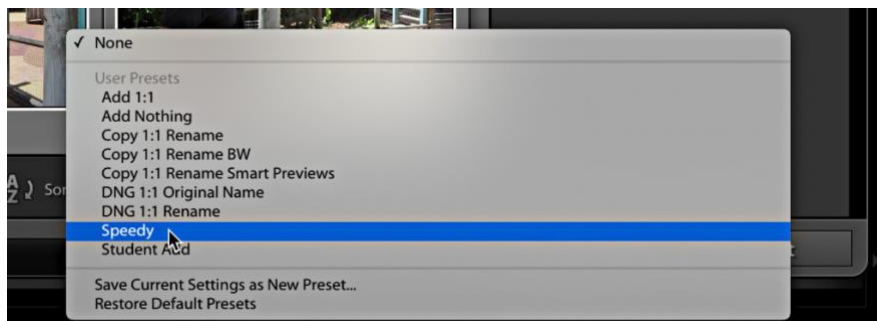 ✓ None
User Presets
Add 1:1
Add Nothing
Copy 1:1 Rename
Copy 1:1 Rename BW
Copy 1:1 Rename Smart Previews
DNG 1:1 Original Name
DNG 1:1 Rename
Speedy
Student Add
Save Current Settings as New Preset...
Restore Default Presets
A
Z